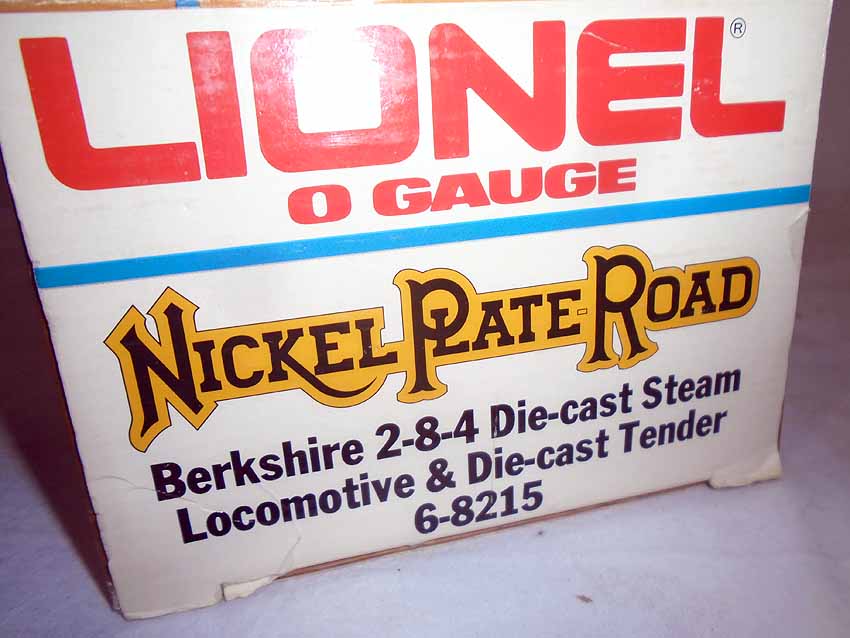 LIONEL®
O GAUGE
NICKEL PLATE ROAD
Berkshire 2-8-4 Die-cast Steam
Locomotive & Die-cast Tender
6-8215